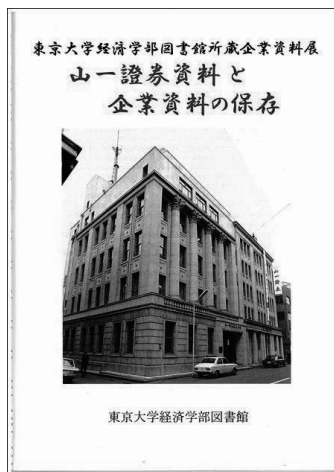 東京大学経済学部図書館所蔵企業資料展
山一證券資料と
企業資料の保存
東京大学経済学部図書館